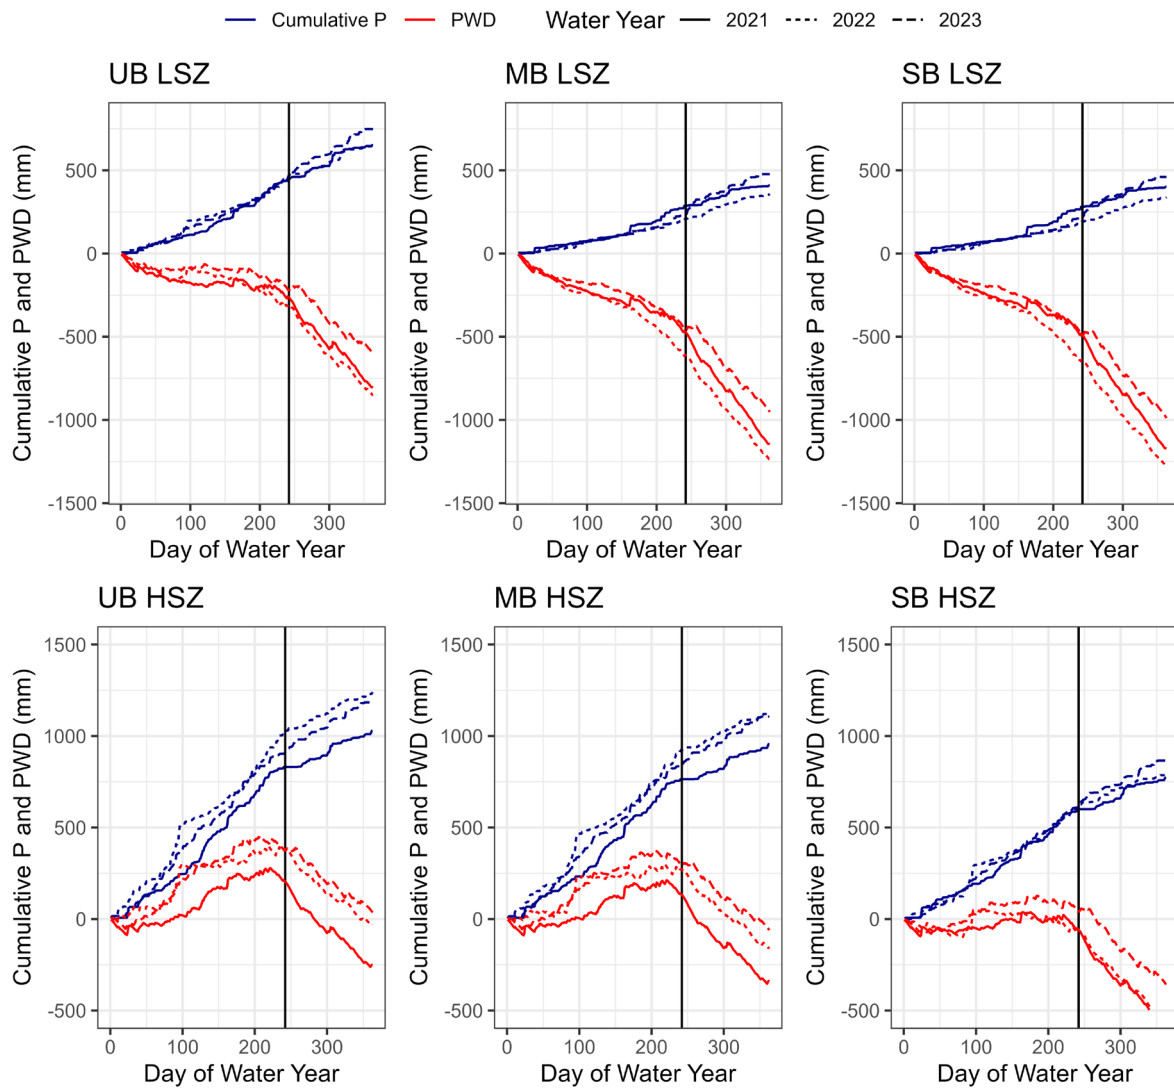 Cumulative P PWD Water Year 2021 2022 2023
UB LSZ MB LSZ SB LSZ
Cumulative P and PWD (mm) Cumulative P and PWD (mm) Cumulative P and PWD (mm)
500 500 500
0 0 0
-500 -500 -500
-1000 -1000 -1000
-1500 -1500 -1500
0 100 200 300 0 100 200 300 0 100 200 300
Day of Water Year Day of Water Year Day of Water Year
UB HSZ MB HSZ SB HSZ
Cumulative P and PWD (mm) Cumulative P and PWD (mm) Cumulative P and PWD (mm)
1500 1500 1500
1000 1000 1000
500 500 500
0 0 0
-500 -500 -500
0 100 200 300 0 100 200 300 0 100 200 300
Day of Water Year Day of Water Year Day of Water Year